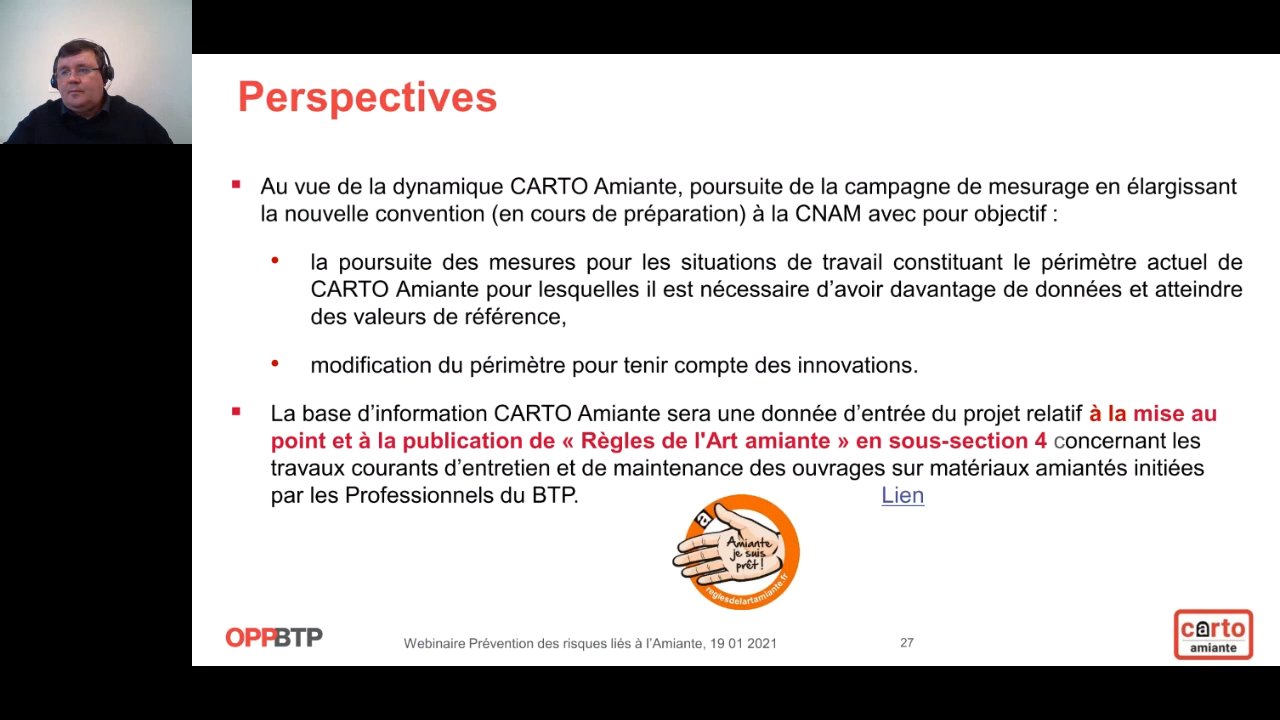 Perspectives
Au vue de la dynamique CARTO Amiante, poursuite de la campagne de mesurage en élargissant
la nouvelle convention (en cours de préparation) à la CNAM avec pour objectif :
la poursuite des mesures pour les situations de travail constituant le périmètre actuel de
CARTO Amiante pour lesquelles il est nécessaire d’avoir davantage de données et atteindre
des valeurs de référence,
modification du périmètre pour tenir compte des innovations.
La base d’information CARTO Amiante sera une donnée d’entrée du projet relatif à la mise au
point et à la publication de « Règles de l'Art amiante » en sous-section 4 concernant les
travaux courants d’entretien et de maintenance des ouvrages sur matériaux amiantés initiées
par les Professionnels du BTP. Lien
a
Amiante
je suis
prêt !
reglesdelartamiante.fr
OPPBTP
Webinaire Prévention des risques liés à l’Amiante, 19 01 2021
27
carto
amiante